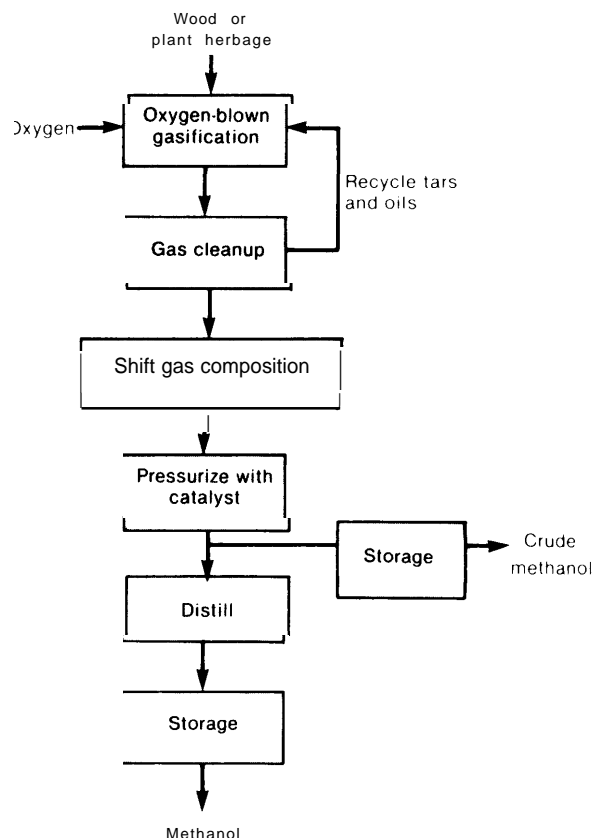 Wood or
plant herbage
Oxygen-blown
gasification
Oxygen
Recycle tars
and oils
Gas cleanup
Shift gas composition
Pressurize with
catalyst
Storage
Crude
methanol
Distill
Storage
Methanol